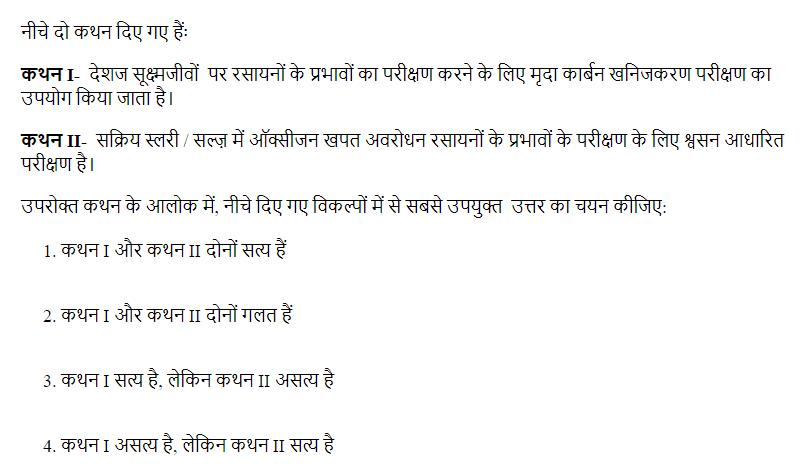 नीचे दो कथन दिए गए हैंः
कथन I- देशज सूक्ष्मजीवों पर रसायनों के प्रभावों का परीक्षण करने के लिए मृदा कार्बन खनिजकरण परीक्षण का
उपयोग किया जाता है।
कथन II- सक्रिय स्लरी / सल्ज़ में ऑक्सीजन खपत अवरोधन रसायनों के प्रभावों के परीक्षण के लिए श्वसन आधारित
परीक्षण है।
उपरोक्त कथन के आलोक में, नीचे दिए गए विकल्पों में से सबसे उपयुक्त उत्तर का चयन कीजिए:
1. कथन I और कथन II दोनों सत्य हैं
2. कथन I और कथन II दोनों गलत हैं
3. कथन I सत्य है, लेकिन कथन II असत्य है
4. कथन I असत्य है, लेकिन कथन II सत्य है